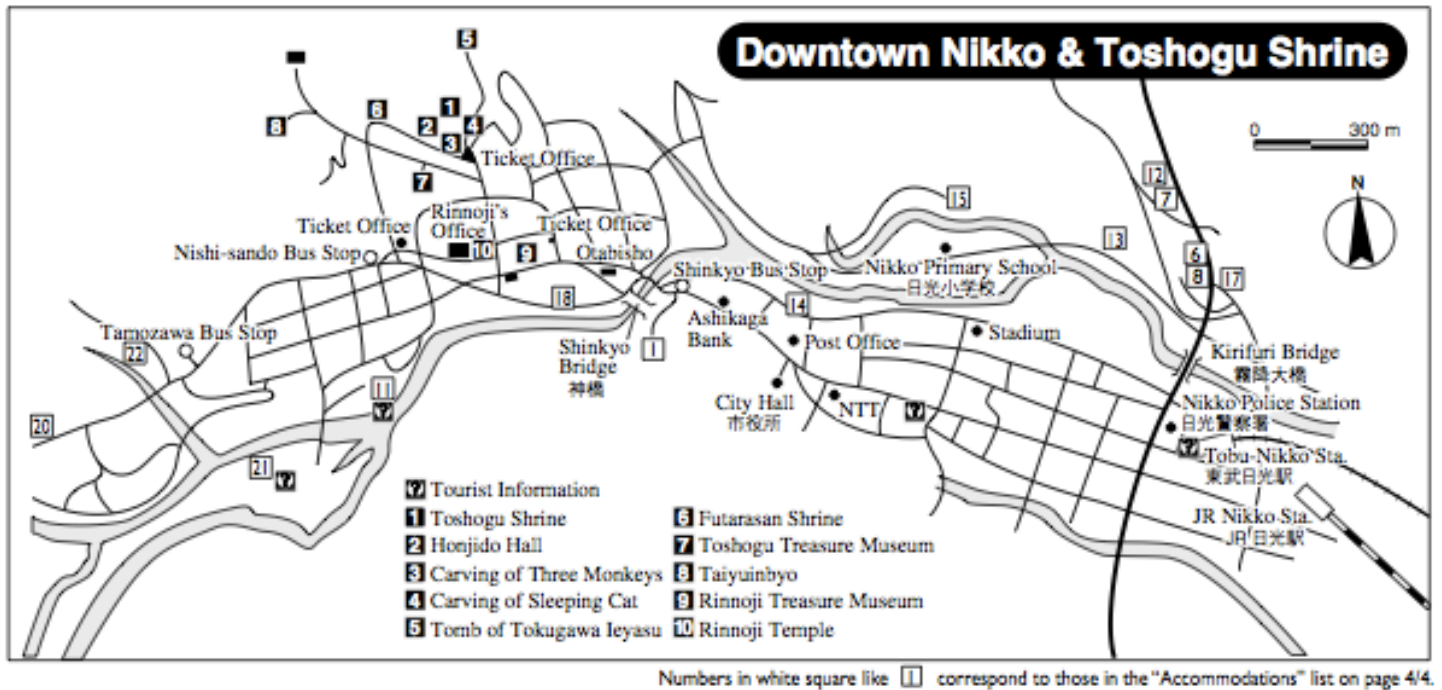 Downtown Nikko & Toshogu Shrine
5
1
6
2
4
8
3
Ticket Office
7
0 300 m
N
12
7
15
Rinnoji's
Office
Ticket Office
10
9
Ticket Office
Otabisho
Nishi-sando Bus Stop
13
6
8
17
Shinkyo Bus Stop
Nikko Primary School
日光小学校
18
14
Ashikaga
Bank
Tamozawa Bus Stop
22
Shinkyo
Bridge
神橋
1
Post Office
Stadium
Kirifuri Bridge
霧降大橋
11
?
City Hall
市役所
NTT
?
Nikko Police Station
日光警察署
20
?
Tobu-Nikko Sta.
東武日光駅
21
?
JR Nikko Sta.
JR日光駅
? Tourist Information
1 Toshogu Shrine
2 Honjido Hall
3 Carving of Three Monkeys
4 Carving of Sleeping Cat
5 Tomb of Tokugawa Ieyasu
6 Futarasan Shrine
7 Toshogu Treasure Museum
8 Taiyuinbyo
9 Rinnoji Treasure Museum
10 Rinnoji Temple
Numbers in white square like 1 correspond to those in the "Accommodations" list on page 4/4.